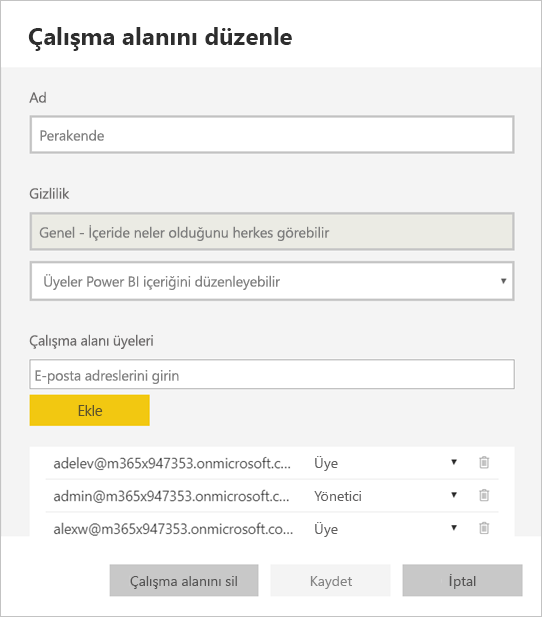 Çalışma alanını düzenle
Ad
Perakende
Gizlilik
Genel - İçeride neler olduğunu herkes görebilir
Üyeler Power BI içeriğini düzenleyebilir
Çalışma alanı üyeleri
E-posta adreslerini girin
Ekle
adelev@m365x947353.onmicrosoft.c... Üye
admin@m365x947353.onmicrosoft.c... Yönetici
alexw@m365x947353.onmicrosoft.co... Üye
Çalışma alanını sil Kaydet İptal